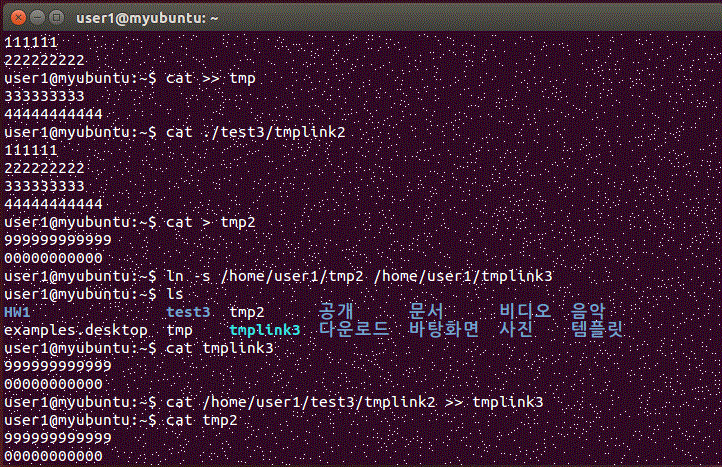 user1@myubuntu: ~
111111
222222222
user1@myubuntu:~$ cat >> tmp
333333333
44444444444
user1@myubuntu:~$ cat ./test3/tmplink2
111111
222222222
333333333
44444444444
user1@myubuntu:~$ cat > tmp2
999999999999
00000000000
user1@myubuntu:~$ ln -s /home/user1/tmp2 /home/user1/tmplink3
user1@myubuntu:~$ ls
HW1 test3 tmp2 공개 문서 비디오 음악
examples.desktop tmp tmplink3 다운로드 바탕화면 사진 템플릿
user1@myubuntu:~$ cat tmplink3
999999999999
00000000000
user1@myubuntu:~$ cat /home/user1/test3/tmplink2 >> tmplink3
user1@myubuntu:~$ cat tmp2
999999999999
00000000000